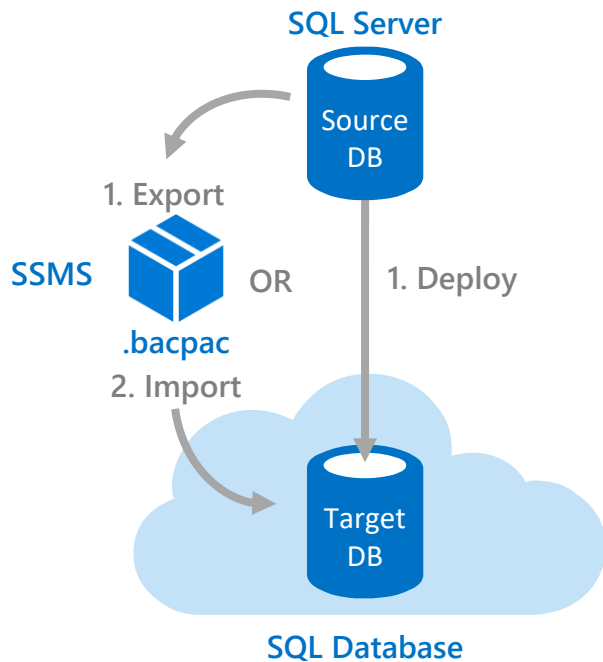 SQL Server
Source
DB
1. Export
SSMS
OR
1. Deploy
.bacpac
2. Import
Target
DB
SQL Database